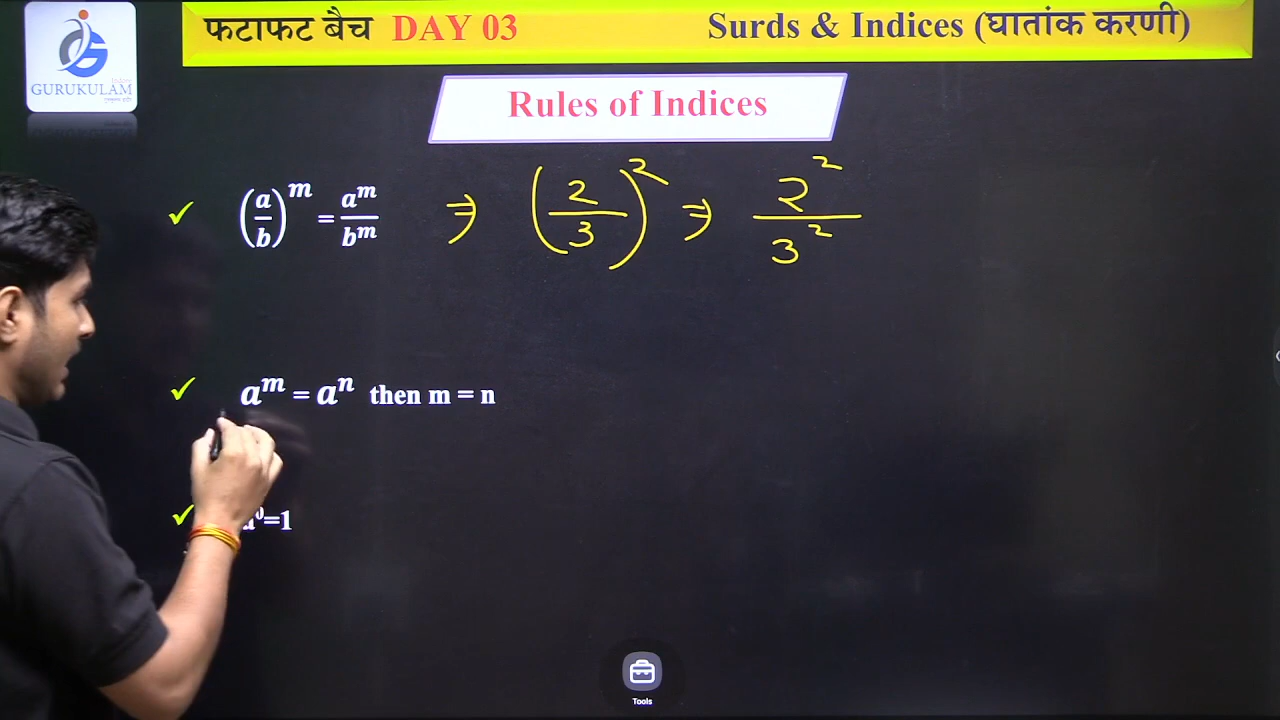 फटाफट बैच DAY 03 Surds & Indices (घातांक करणी)
GURUKULAM
Rules of Indices
✓ (a/b)^m = a^m/b^m ⇒ (2/3)^2 ⇒ 2^2/3^2
✓ a^m = a^n then m = n
✓ a^0=1
Tools